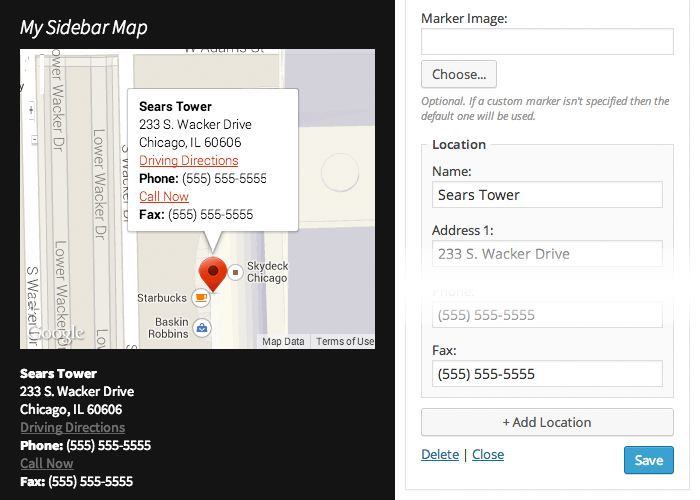 My Sidebar Map
W Adams St
Sears Tower
233 S. Wacker Drive
Chicago, IL 60606
Driving Directions
Phone: (555) 555-5555
Call Now
Fax: (555) 555-5555
Lower Wacker Dr
Lower Wacker Dr
S Wacker Dr
Lower Wacker Dr
Skydeck
Chicago
Starbucks
Baskin
Robbins
Google
Map Data
Terms of Use
Sears Tower
233 S. Wacker Drive
Chicago, IL 60606
Driving Directions
Phone: (555) 555-5555
Call Now
Fax: (555) 555-5555
Marker Image:
Choose...
Optional. If a custom marker isn't specified then the
default one will be used.
Location
Name:
Sears Tower
Address 1:
233 S. Wacker Drive
Phone:
(555) 555-5555
Fax:
(555) 555-5555
+ Add Location
Delete | Close
Save